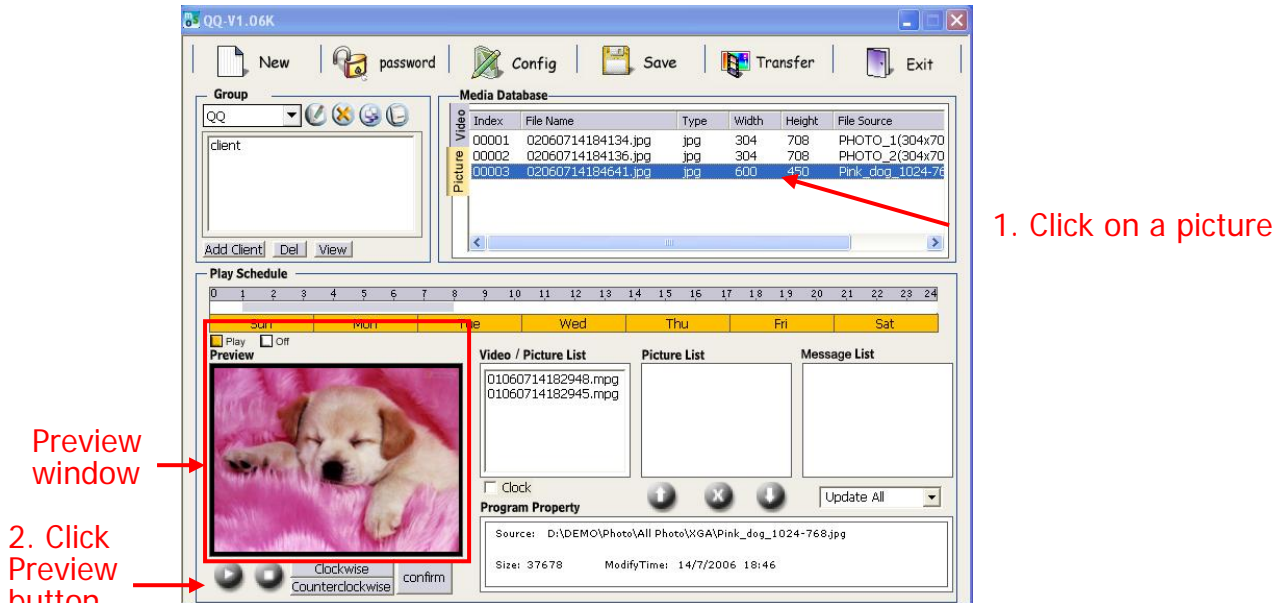 QQ-V1.06K
New password Config Save Transfer Exit
Group
QQ
client
Add Client Del View
Media Database
Video
Picture
Index File Name Type Width Height File Source
00001 02060714184134.jpg jpg 304 708 PHOTO_1(304x70
00002 02060714184136.jpg jpg 304 708 PHOTO_2(304x70
00003 02060714184641.jpg jpg 600 450 Pink_dog_1024-76
1. Click on a picture
Play Schedule
0 1 2 3 4 5 6 7 8 9 10 11 12 13 14 15 16 17 18 19 20 21 22 23 24
Sun Mon Tue Wed Thu Fri Sat
Play Off
Preview
Preview
window
Video / Picture List
01060714182948.mpg
01060714182945.mpg
Picture List
Message List
Clock
Update All
Program Property
Source: D:\DEMO\Photo\All Photo\XGA\Pink_dog_1024-768.jpg
Size: 37678 ModifyTime: 14/7/2006 18:46
2. Click
Preview
button
Clockwise
Counterclockwise
confirm